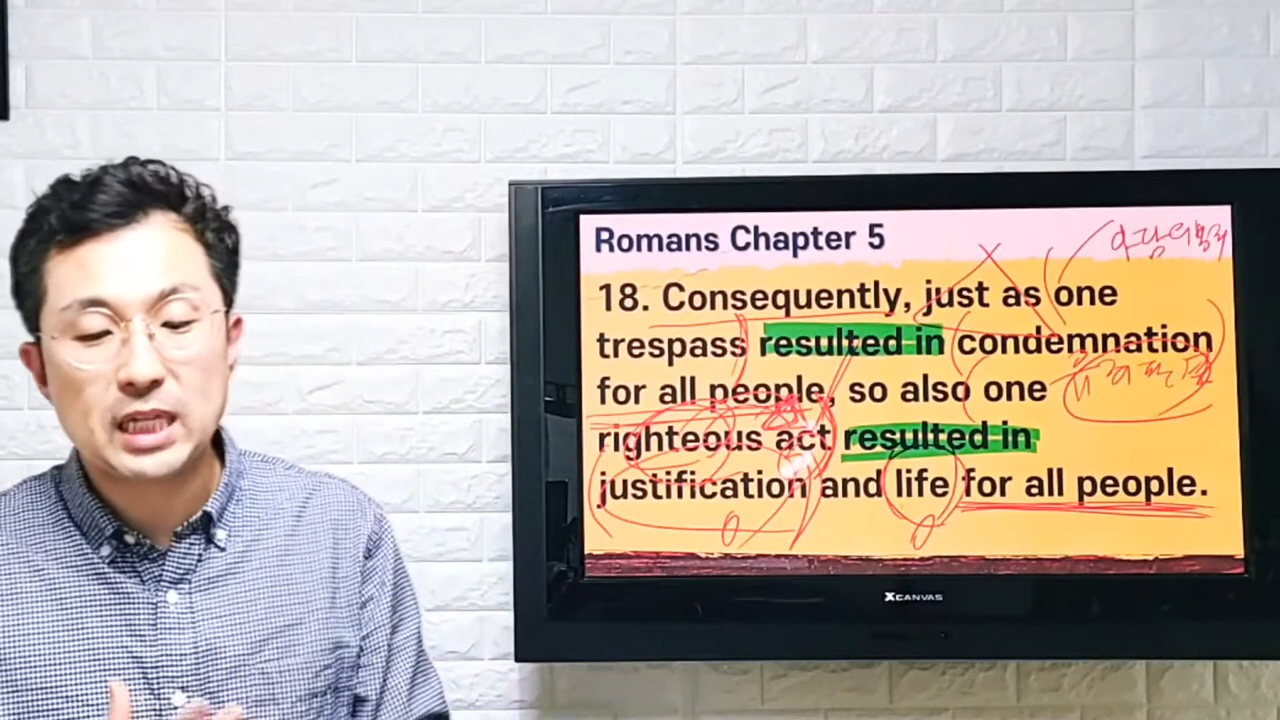 Romans Chapter 5
18. Consequently, just as one
trespass resulted in condemnation
for all people, so also one
righteous act resulted in
justification and life for all people.
XCANVAS